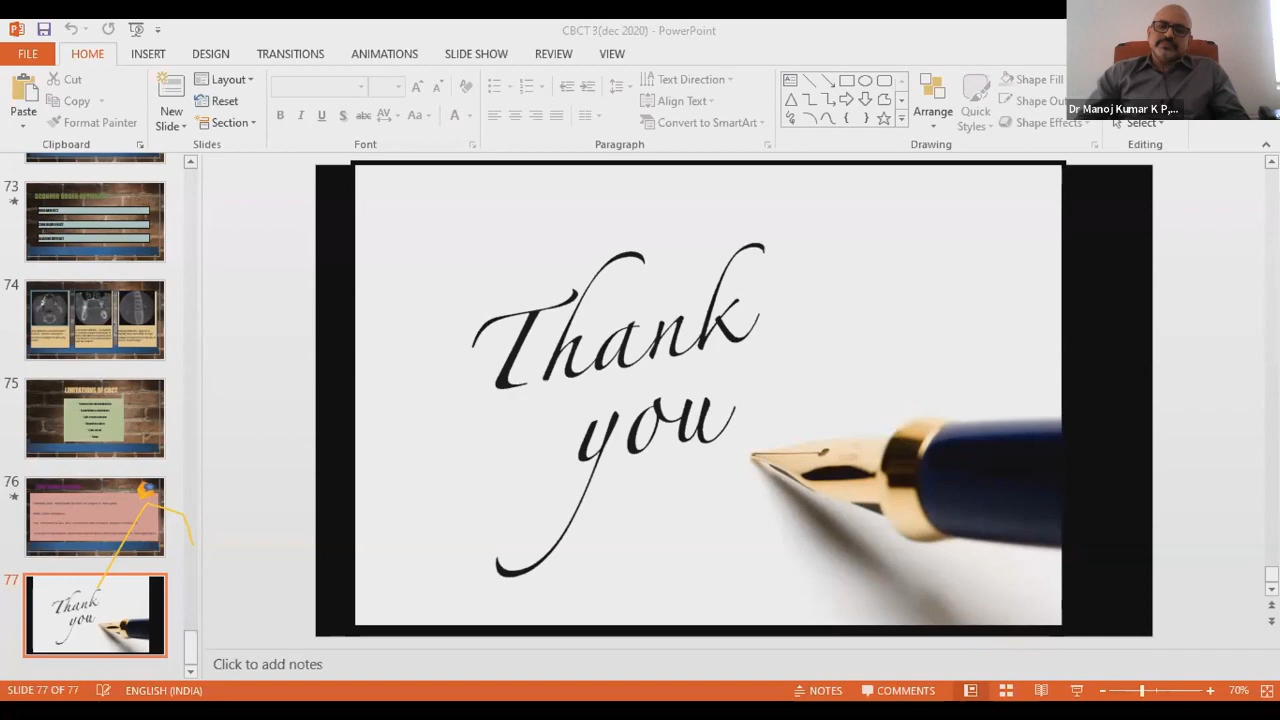 CBCT 3(dec 2020) - PowerPoint
FILE HOME INSERT DESIGN TRANSITIONS ANIMATIONS SLIDE SHOW REVIEW VIEW
Paste
Cut
Copy
Format Painter
Clipboard
New
Slide
Layout
Reset
Section
Slides
B I U S abc AV Aa A
Font
Text Direction
Align Text
Convert to SmartArt
Paragraph
Arrange
Quick
Styles
Shape Fill
Shape Effects
Drawing
Select
Editing
Dr Manoj Kumar K P,...
73
74
75
LIMITATIONS OF CBCT
76
77
Thank
you
Thank
you
Click to add notes
SLIDE 77 OF 77 ENGLISH (INDIA) NOTES COMMENTS 70%